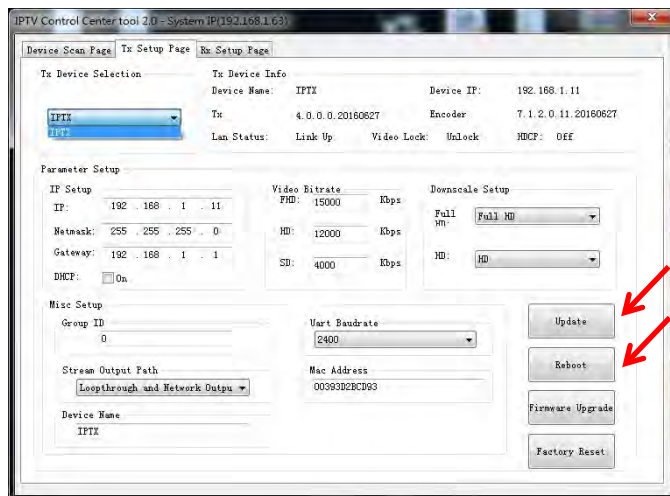 IPTV Control Center tool 2.0 - System IP(192.168.1.63)
Device Scan Page Tx Setup Page Rx Setup Page
Tx Device Selection
IPTX
IPTX
Tx Device Info
Device Name: IPTX Device IP: 192.168.1.11
Tx 4.0.0.0.20160627 Encoder 7.1.2.0.11.20160627
Lan Status: Link Up Video Lock: Unlock HDCP: Off
Parameter Setup
IP Setup
IP: 192 . 168 . 1 . 11
Netmask: 255 . 255 . 255 . 0
Gateway: 192 . 168 . 1 . 1
DHCP: On
Video Bitrate
FHD: 15000 Kbps
HD: 12000 Kbps
SD: 4000 Kbps
Downscale Setup
Full HD: Full HD
HD: HD
Misc Setup
Group ID
0
Uart Baudrate
2400
Stream Output Path
Loopthrough and Network Outpu
Mac Address
00393D2BCD93
Device Name
IPTX
Update
Reboot
Firmware Upgrade
Factory Reset